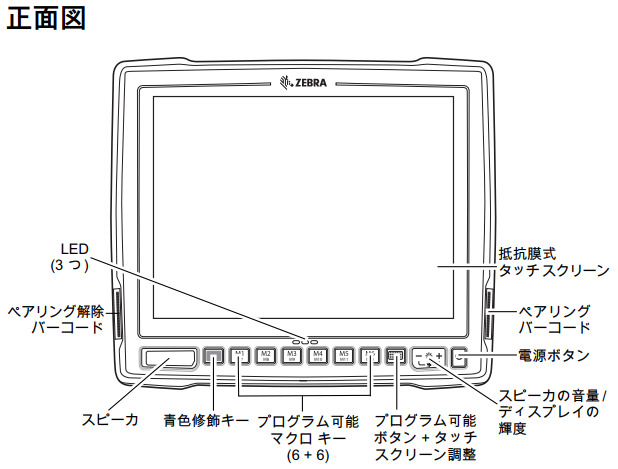 正面図
ZEBRA
LED
(3 つ)
抵抗膜式
タッチ スクリーン
ペアリング解除
バーコード
ペアリング
バーコード
電源ボタン
M1 M2 M3 M4 M5
M8 M9 M10 M11
スピーカの音量 /
ディスプレイの
輝度
スピーカ
青色修飾キー
プログラム可能
マクロ キー
(6 + 6)
プログラム可能
ボタン + タッチ
スクリーン調整